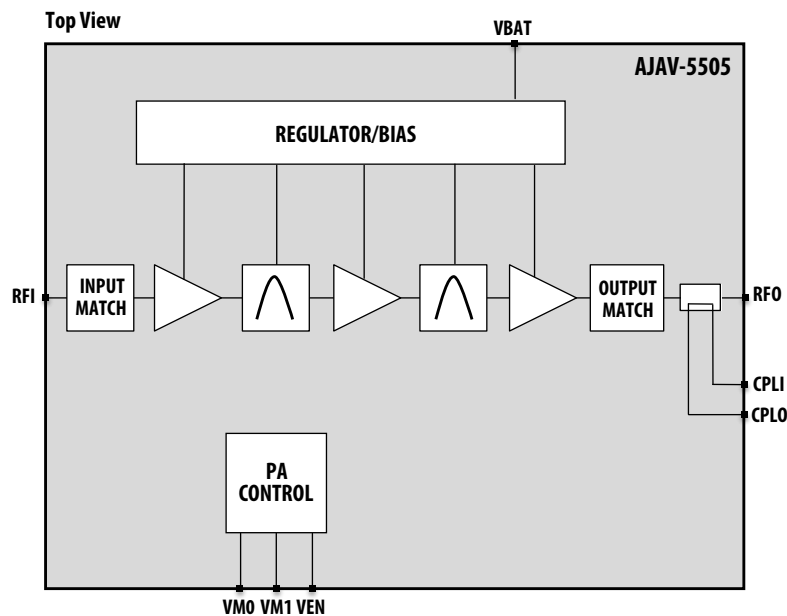 Top View
VBAT
AJAV-5505
REGULATOR/BIAS
RFI
INPUT
MATCH
OUTPUT
MATCH
RFO
CPLI
CPLO
PA
CONTROL
VM0 VM1 VEN